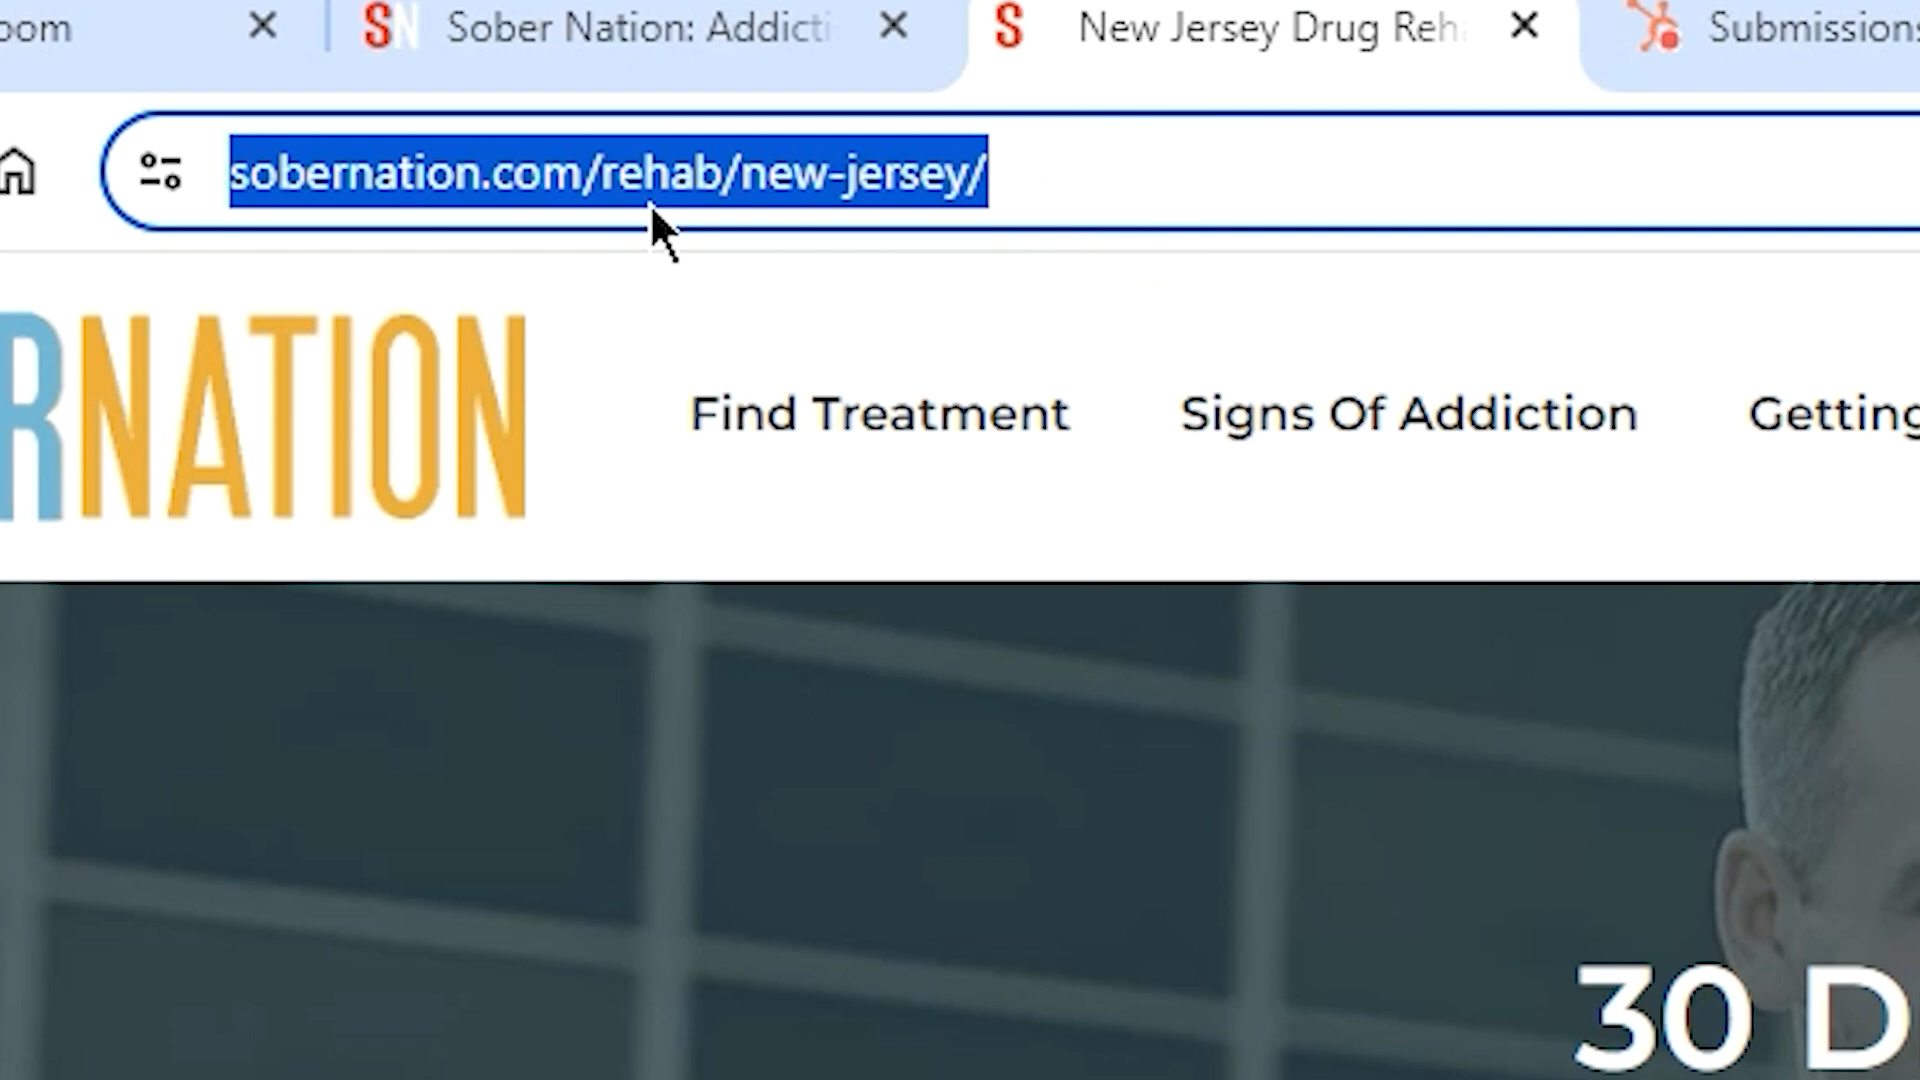 oom
SN Sober Nation: Addicti
S New Jersey Drug Reh
Submissions
sobernation.com/rehab/new-jersey/
RNATION
Find Treatment
Signs Of Addiction
Getting
30 D